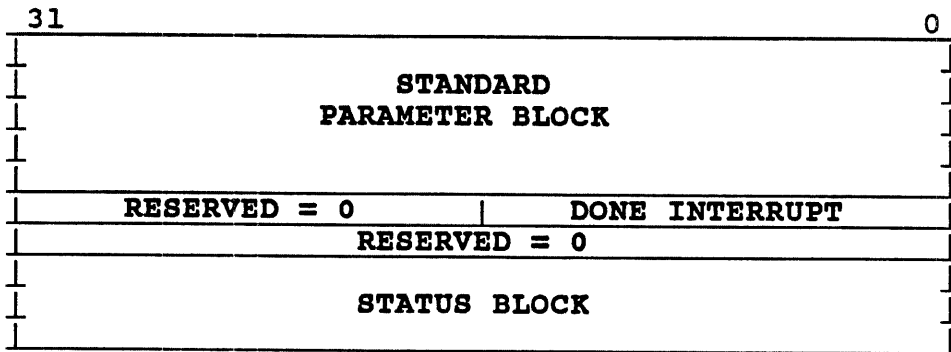 31 0
STANDARD
PARAMETER BLOCK
RESERVED = 0 | DONE INTERRUPT
RESERVED = 0
STATUS BLOCK